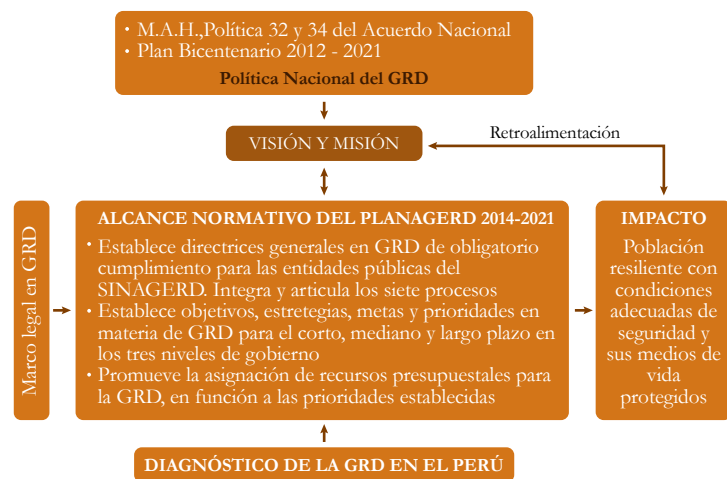 • M.A.H.,Política 32 y 34 del Acuerdo Nacional
• Plan Bicentenario 2012 - 2021
Política Nacional del GRD
VISIÓN Y MISIÓN
Retroalimentación
Marco legal en GRD
ALCANCE NORMATIVO DEL PLANAGERD 2014-2021
• Establece directrices generales en GRD de obligatorio
cumplimiento para las entidades públicas del
SINAGERD. Integra y articula los siete procesos
• Establece objetivos, estretegias, metas y prioridades en
materia de GRD para el corto, mediano y largo plazo en
los tres niveles de gobierno
• Promueve la asignación de recursos presupuestales para
la GRD, en función a las prioridades establecidas
IMPACTO
Población
resiliente con
condiciones
adecuadas de
seguridad y
sus medios de
vida
protegidos
DIAGNÓSTICO DE LA GRD EN EL PERÚ